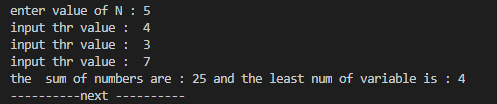 enter value of N : 5
input thr value :  4
input thr value :  3
input thr value :  7
the  sum of numbers are : 25 and the least num of variable is : 4
----------next ----------